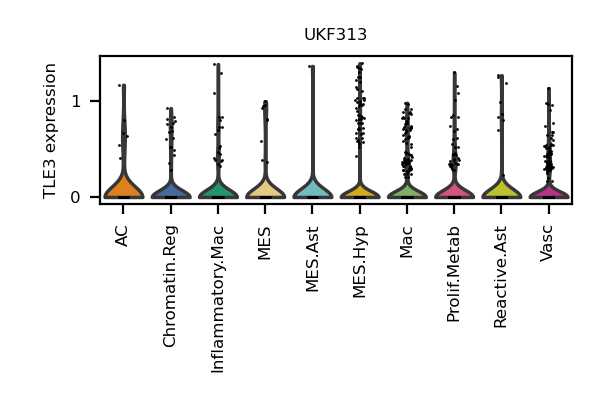 UKF313
TLE3 expression
1
0
AC
Chromatin.Reg
Inflammatory.Mac
MES
MES.Ast
MES.Hyp
Mac
Prolif.Metab
Reactive.Ast
Vasc